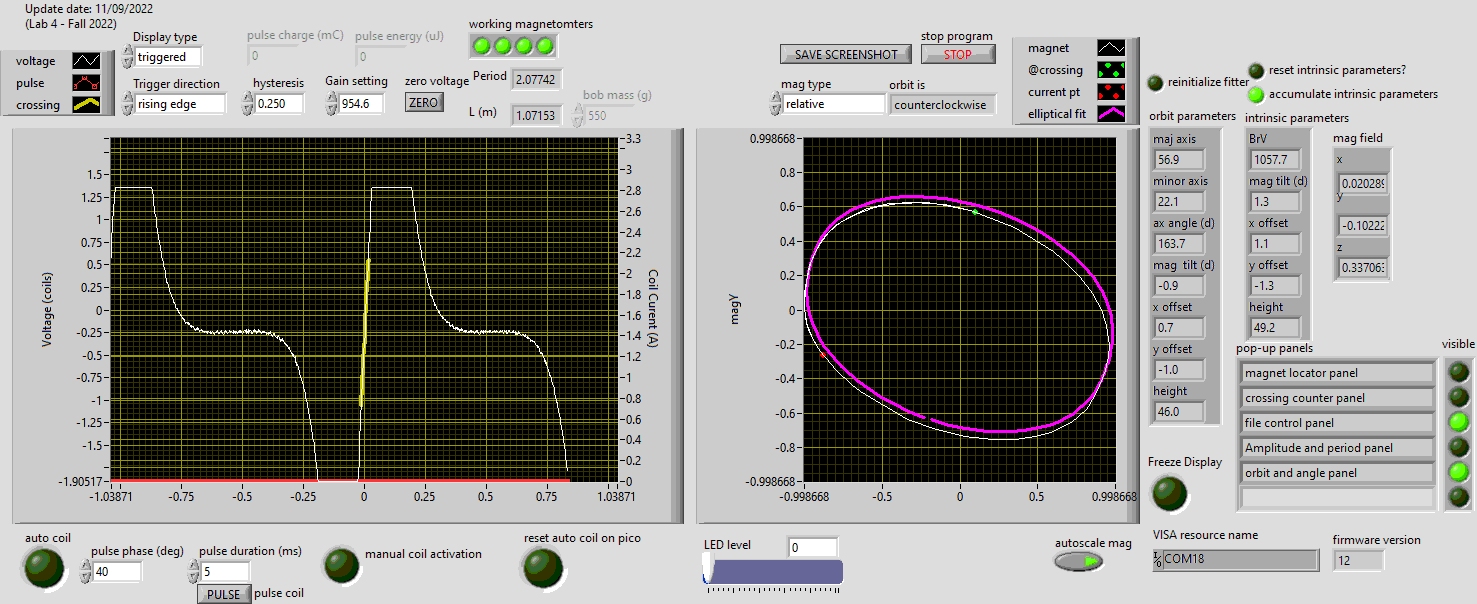 Update date: 11/09/2022
(Lab 4 - Fall 2022)
voltage
pulse
crossing
Display type
triggered
Trigger direction
rising edge
pulse charge (mC)
0
pulse energy (uJ)
0
hysteresis
0.250
Gain setting
954.6
working magnetomters
zero voltage
ZERO
Period
2.07742
L (m)
1.07153
bob mass (g)
550
stop program
SAVE SCREENSHOT
STOP
mag type
relative
orbit is
counterclockwise
magnet
@crossing
current pt
elliptical fit
reinitialize fitter
reset intrinsic parameters?
accumulate intrinsic parameters
orbit parameters
maj axis
56.9
minor axis
22.1
ax angle (d)
163.7
mag tilt (d)
-0.9
x offset
0.7
y offset
-1.0
height
46.0
intrinsic parameters
BrV
1057.7
mag tilt (d)
1.3
x offset
1.1
y offset
-1.3
height
49.2
mag field
x
0.020289
y
-0.10222
z
0.33706
Voltage (coils)
1.5
1.25
1
0.75
0.5
0.25
0
-0.25
-0.5
-0.75
-1
-1.25
-1.5
-1.90517
-1.03871
-0.75
-0.5
-0.25
0
0.25
0.5
0.75
1.03871
3.3
3
2.8
2.6
2.4
2.2
2
1.8
1.6
1.4
1.2
1
0.8
0.6
0.4
0.2
0
Coil Curent (A)
magY
0.998668
0.8
0.6
0.4
0.2
0
-0.2
-0.4
-0.6
-0.8
-0.998668
-0.998668
-0.5
0
0.5
0.998668
pop-up panels
visible
magnet locator panel
crossing counter panel
file control panel
Amplitude and period panel
orbit and angle panel
Freeze Display
auto coil
pulse phase (deg)
40
pulse duration (ms)
5
PULSE
pulse coil
manual coil activation
reset auto coil on pico
LED level
0
autoscale mag
VISA resource name
COM18
firmware version
12